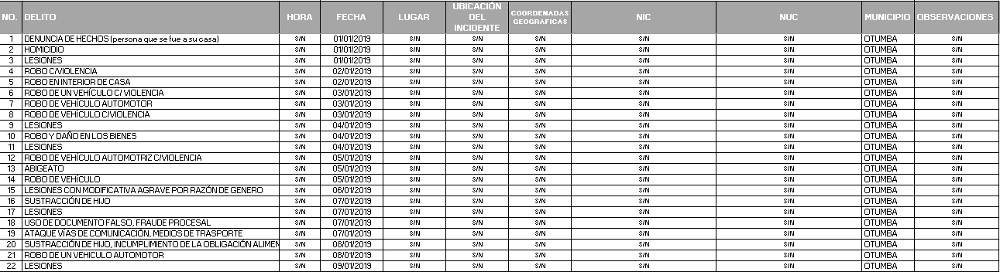 NO. DELITO HORA FECHA LUGAR UBICACIÓN DEL INCIDENTE COORDENADAS GEOGRAFICAS NIC NUC MUNICIPIO OBSERVACIONES
1 DENUNCIA DE HECHOS (persona que se fue a su casa) S/N 01/01/2019 S/N S/N S/N S/N S/N OTUMBA S/N
2 HOMICIDIO S/N 01/01/2019 S/N S/N S/N S/N S/N OTUMBA S/N
3 LESIONES S/N 01/01/2019 S/N S/N S/N S/N S/N OTUMBA S/N
4 ROBO C/VIOLENCIA S/N 02/01/2019 S/N S/N S/N S/N S/N OTUMBA S/N
5 ROBO EN INTERIOR DE CASA S/N 02/01/2019 S/N S/N S/N S/N S/N OTUMBA S/N
6 ROBO DE UN VEHÍCULO C/ VIOLENCIA S/N 03/01/2019 S/N S/N S/N S/N S/N OTUMBA S/N
7 ROBO DE VEHÍCULO AUTOMOTOR S/N 03/01/2019 S/N S/N S/N S/N S/N OTUMBA S/N
8 ROBO DE VEHÍCULO C/VIOLENCIA S/N 03/01/2019 S/N S/N S/N S/N S/N OTUMBA S/N
9 LESIONES S/N 04/01/2019 S/N S/N S/N S/N S/N OTUMBA S/N
10 ROBO Y DAÑO EN LOS BIENES S/N 04/01/2019 S/N S/N S/N S/N S/N OTUMBA S/N
11 LESIONES S/N 04/01/2019 S/N S/N S/N S/N S/N OTUMBA S/N
12 ROBO DE VEHÍCULO AUTOMOTRIZ C/VIOLENCIA S/N 05/01/2019 S/N S/N S/N S/N S/N OTUMBA S/N
13 ABIGEATO S/N 05/01/2019 S/N S/N S/N S/N S/N OTUMBA S/N
14 ROBO DE VEHÍCULO S/N 05/01/2019 S/N S/N S/N S/N S/N OTUMBA S/N
15 LESIONES CON MODIFICATIVA AGRAVE POR RAZÓN DE GENERO S/N 06/01/2019 S/N S/N S/N S/N S/N OTUMBA S/N
16 SUSTRACCIÓN DE HIJO S/N 07/01/2019 S/N S/N S/N S/N S/N OTUMBA S/N
17 LESIONES S/N 07/01/2019 S/N S/N S/N S/N S/N OTUMBA S/N
18 USO DE DOCUMENTO FALSO, FRAUDE PROCESAL S/N 07/01/2019 S/N S/N S/N S/N S/N OTUMBA S/N
19 ATAQUE VÍAS DE COMUNICACIÓN, MEDIOS DE TRASPORTE S/N 07/01/2019 S/N S/N S/N S/N S/N OTUMBA S/N
20 SUSTRACCIÓN DE HIJO, INCUMPLIMIENTO DE LA OBLIGACIÓN ALIMEN S/N 08/01/2019 S/N S/N S/N S/N S/N OTUMBA S/N
21 ROBO DE UN VEHICULO AUTOMOTOR S/N 08/01/2019 S/N S/N S/N S/N S/N OTUMBA S/N
22 LESIONES S/N 09/01/2019 S/N S/N S/N S/N S/N OTUMBA S/N